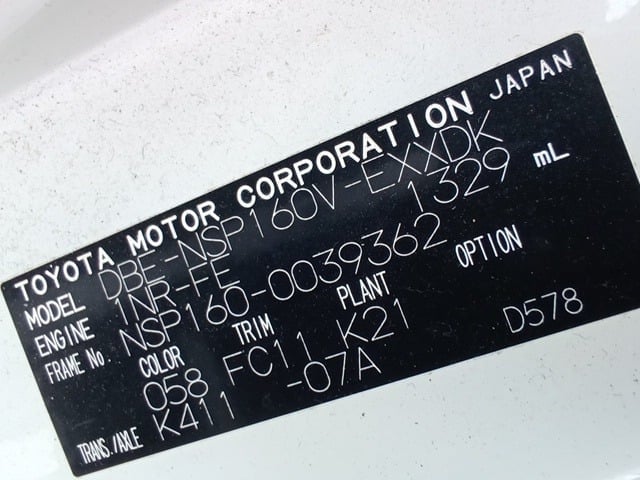 TOYOTA MOTOR CORPORATION JAPAN
MODEL DBE-NSP160V-EXXDK
ENGINE 1NR-FE 1329 mL
FRAME No. NSP160-0039362
COLOR TRIM PLANT OPTION
058 FC11 K21
TRANS./AXLE K411 -07A D578